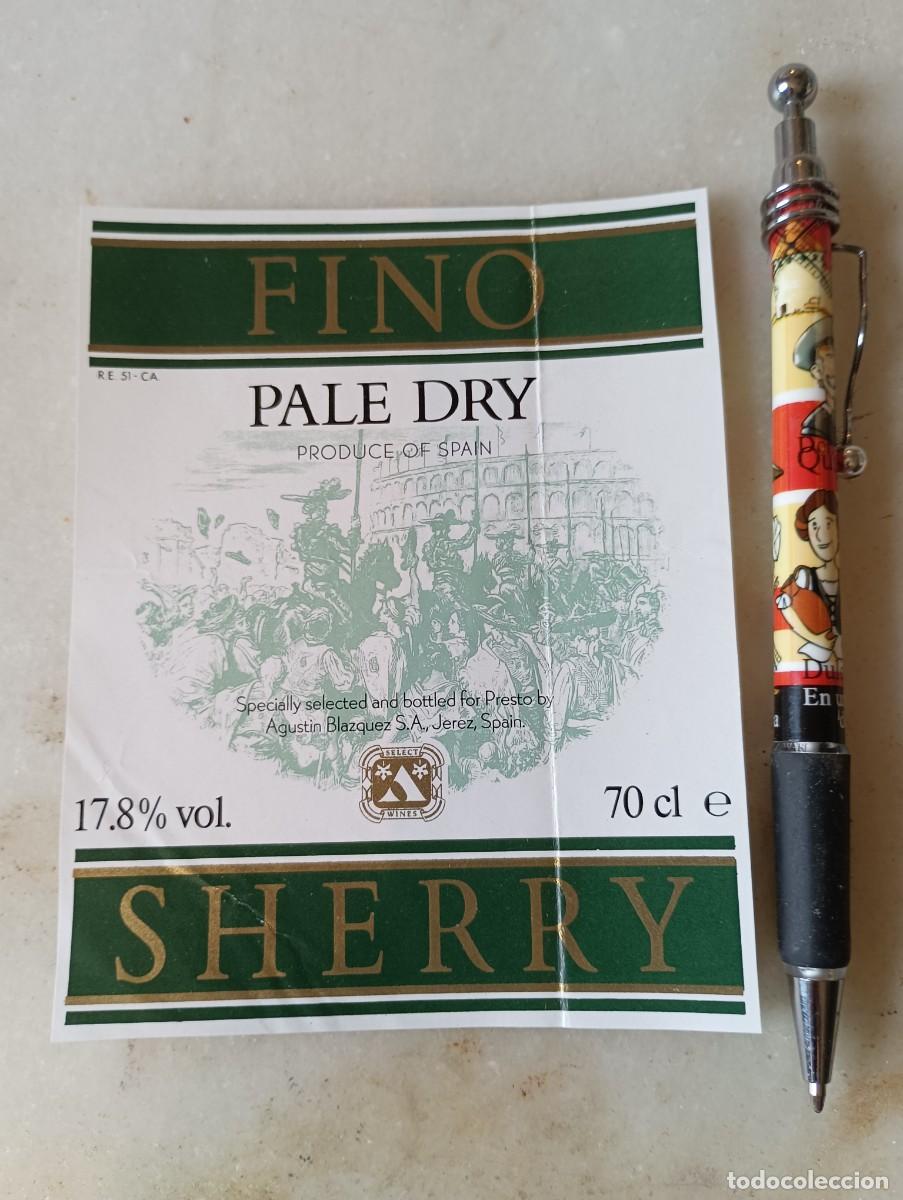 FINO
R.E. 51-CA.
PALE DRY
PRODUCE OF SPAIN
Specially selected and bottled for Presto by
Agustin Blazquez S.A., Jerez, Spain.
SELECT
WINES
17.8% vol.
70 cl e
SHERRY
En u
todocoleccion